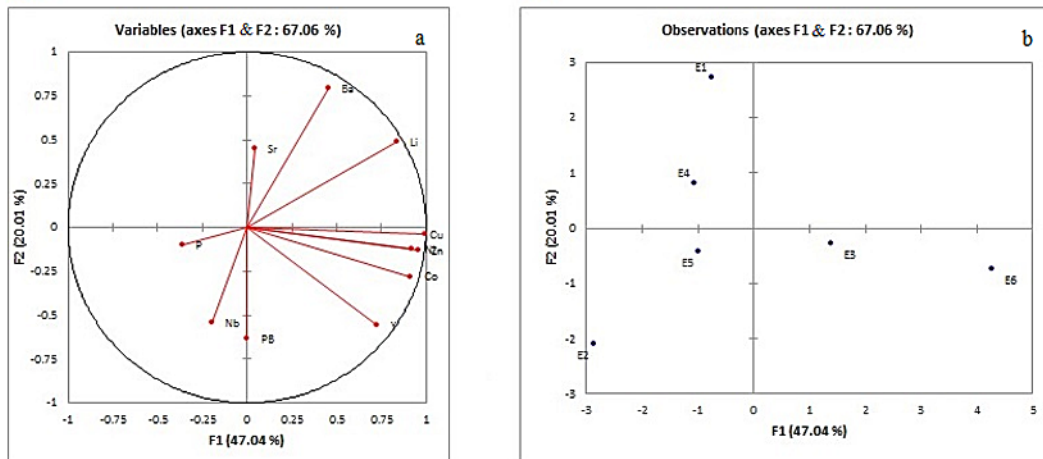 Variables (axes F1 & F2 : 67.06 %)
a
1
0.75
0.5
0.25
0
-0.25
-0.5
-0.75
-1
F2 (20.01 %)
Ba
Li
Sr
Cu
Zn
Co
P
Nb
PB
-1 -0.75 -0.5 -0.25 0 0.25 0.5 0.75 1
F1 (47.04 %)
Observations (axes F1 & F2 : 67.06 %)
b
3
2
1
0
-1
-2
-3
F2 (20.01 %)
E1
E4
E5
E3
E6
E2
-3 -2 -1 0 1 2 3 4 5
F1 (47.04 %)